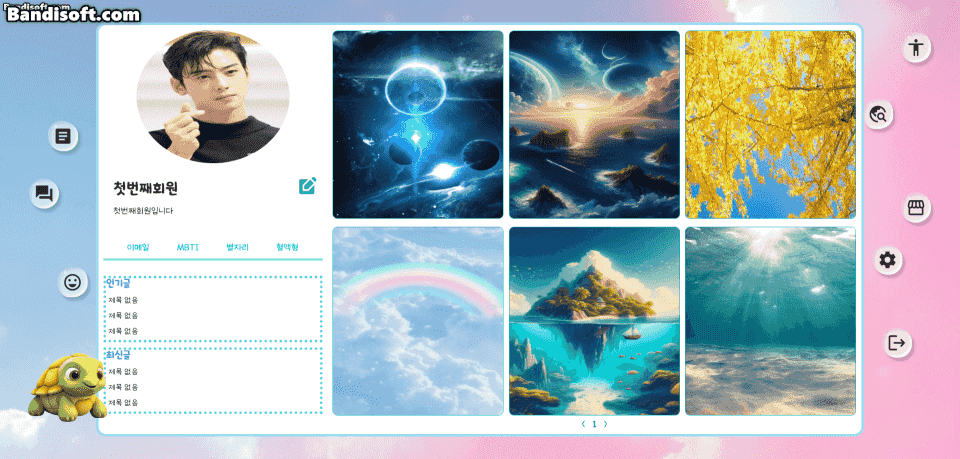 Bandisoft.com
Bandisoft.com
첫번째회원
첫번째회원입니다
이메일 MBTI 별자리 혈액형
인기글
제목 없음
제목 없음
제목 없음
최신글
제목 없음
제목 없음
제목 없음
〈 1 〉